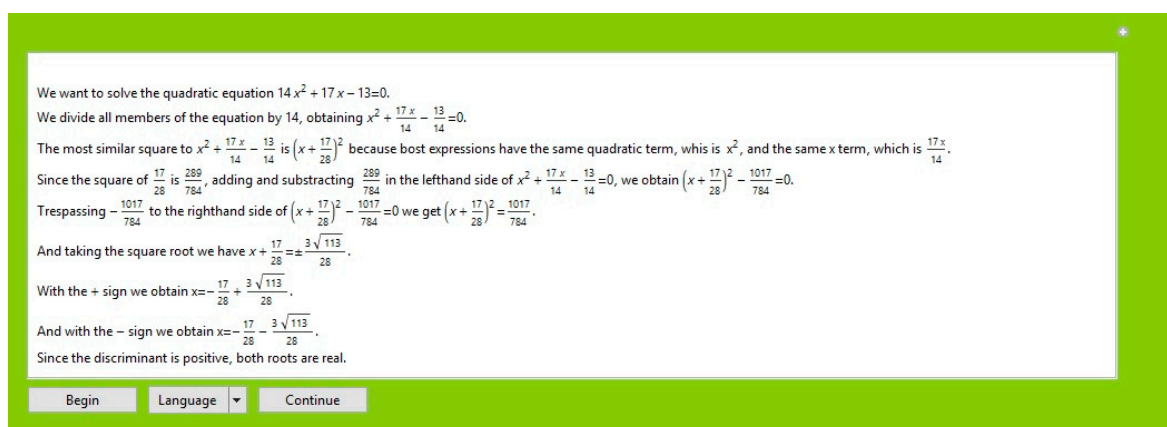 We want to solve the quadratic equation 14 x² + 17 x – 13=0.
We divide all members of the equation by 14, obtaining x² + 17 x/14 – 13/14 =0.
The most similar square to x² + 17 x/14 – 13/14 is (x + 17/28)² because bost expressions have the same quadratic term, whis is x², and the same x term, which is 17 x/14.
Since the square of 17/28 is 289/784, adding and substracting 289/784 in the lefthand side of x² + 17 x/14 – 13/14 =0, we obtain (x + 17/28)² – 1017/784 =0.
Trespassing – 1017/784 to the righthand side of (x + 17/28)² – 1017/784 =0 we get (x + 17/28)² = 1017/784.
And taking the square root we have x + 17/28 =± 3 √113/28.
With the + sign we obtain x=– 17/28 + 3 √113/28.
And with the – sign we obtain x=– 17/28 – 3 √113/28.
Since the discriminant is positive, both roots are real.
Begin Language Continue